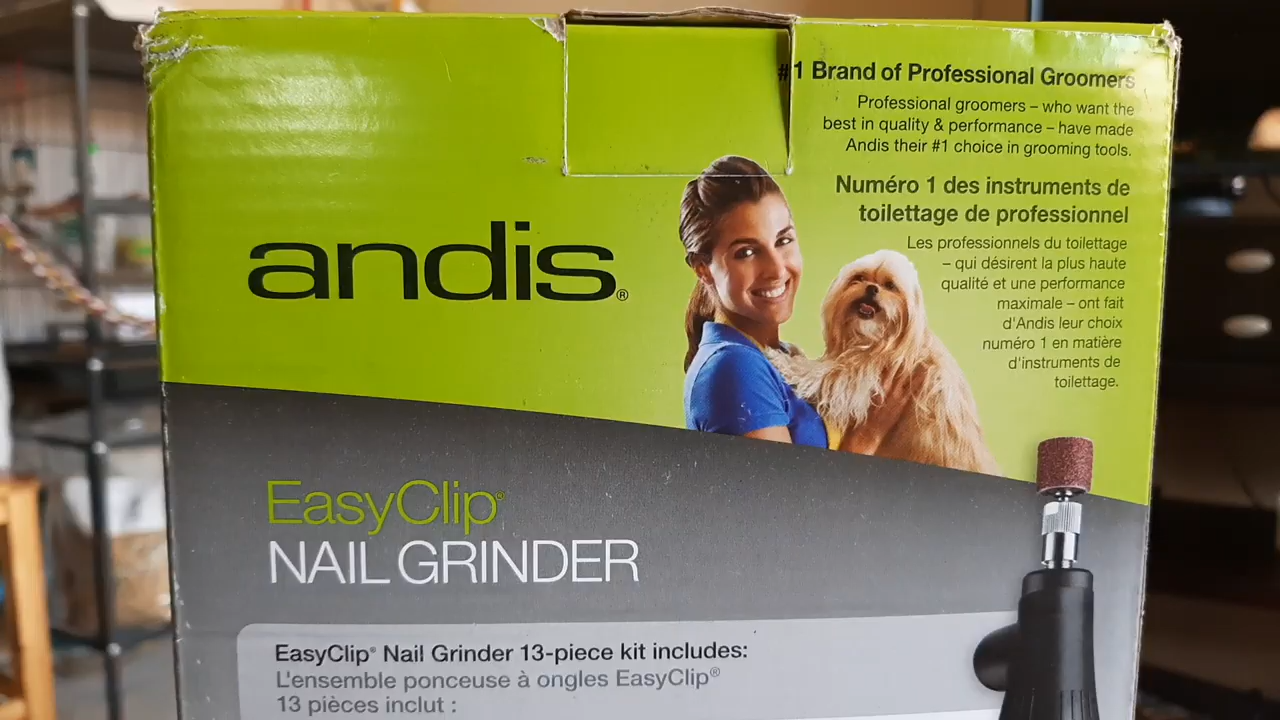 #1 Brand of Professional Groomers
Professional groomers – who want the
best in quality & performance – have made
Andis their #1 choice in grooming tools.
Numéro 1 des instruments de
toilettage de professionnel
Les professionnels du toilettage
– qui désirent la plus haute
qualité et une performance
maximale – ont fait
d'Andis leur choix
numéro 1 en matière
d'instruments de
toilettage.
andis®
EasyClip®
NAIL GRINDER
EasyClip® Nail Grinder 13-piece kit includes:
L'ensemble ponceuse à ongles EasyClip®
13 pièces inclut :